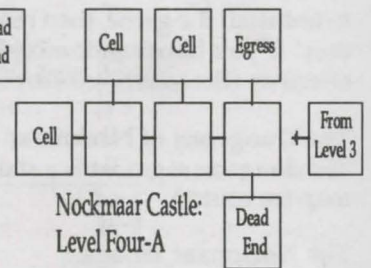 Cell
Cell
Egress
Cell
From
Level 3
Nockmaar Castle:
Level Four-A
Dead
End